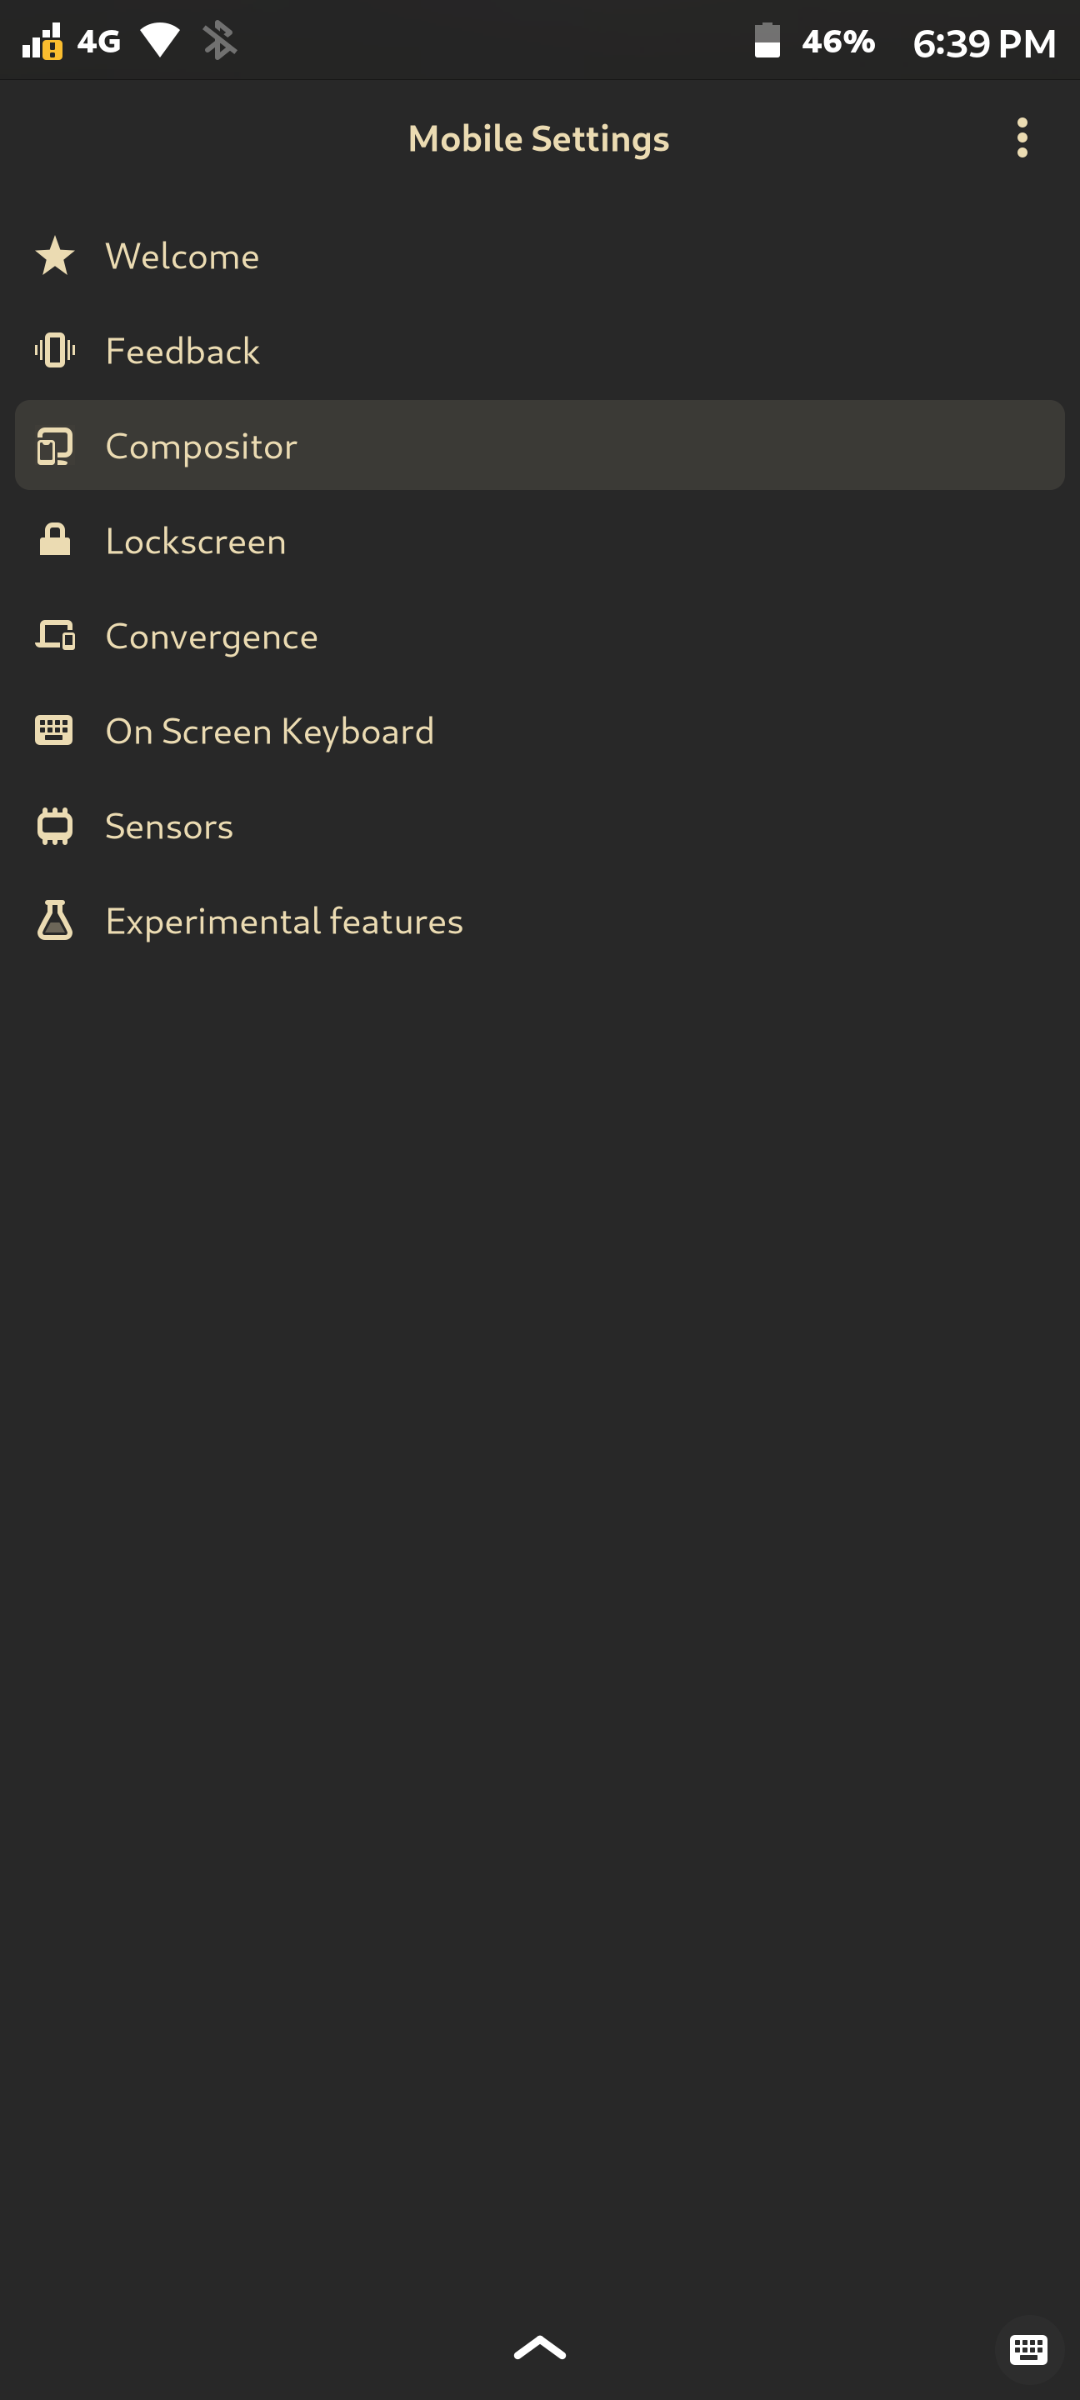 4G 46% 6:39 PM
Mobile Settings
Welcome
Feedback
Compositor
Lockscreen
Convergence
On Screen Keyboard
Sensors
Experimental features